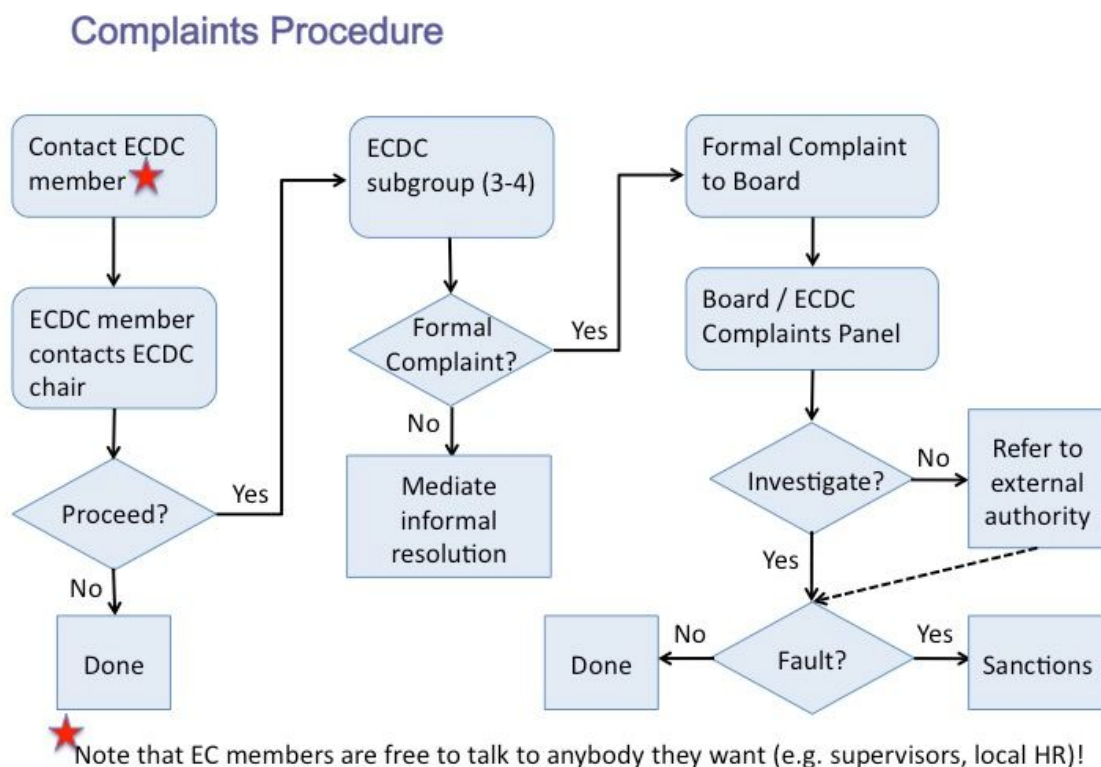 Complaints Procedure
Contact ECDC
member
ECDC member
contacts ECDC
chair
Proceed?
Yes
No
Done
ECDC
subgroup (3-4)
Formal
Complaint?
Yes
No
Mediate
informal
resolution
Formal Complaint
to Board
Board / ECDC
Complaints Panel
Investigate?
No
Refer to
external
authority
Yes
Fault?
No
Done
Yes
Sanctions
Note that EC members are free to talk to anybody they want (e.g. supervisors, local HR)!